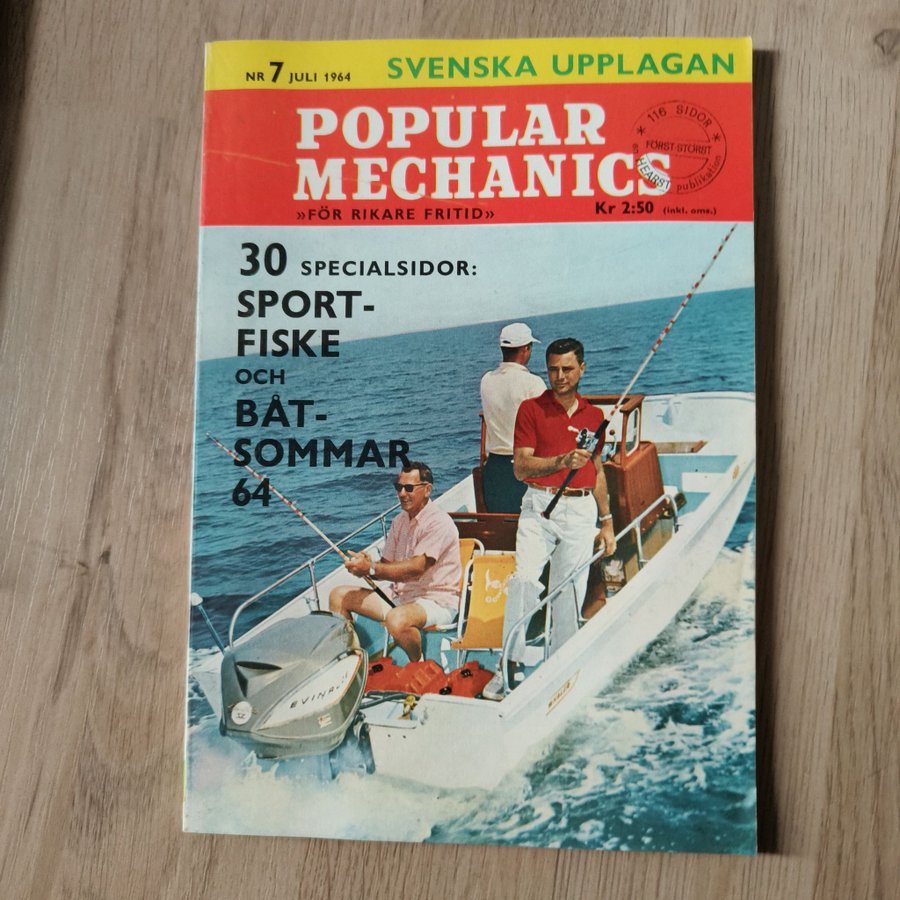 NR 7 JULI 1964 SVENSKA UPPLAGAN
POPULAR
MECHANICS
* 116 SIDOR *
FÖRST·STÖRST
en HEARST publikation
»FÖR RIKARE FRITID»
Kr 2:50 (inkl. oms.)
30 SPECIALSIDOR:
SPORT-
FISKE
OCH
BÅT-
SOMMAR
64